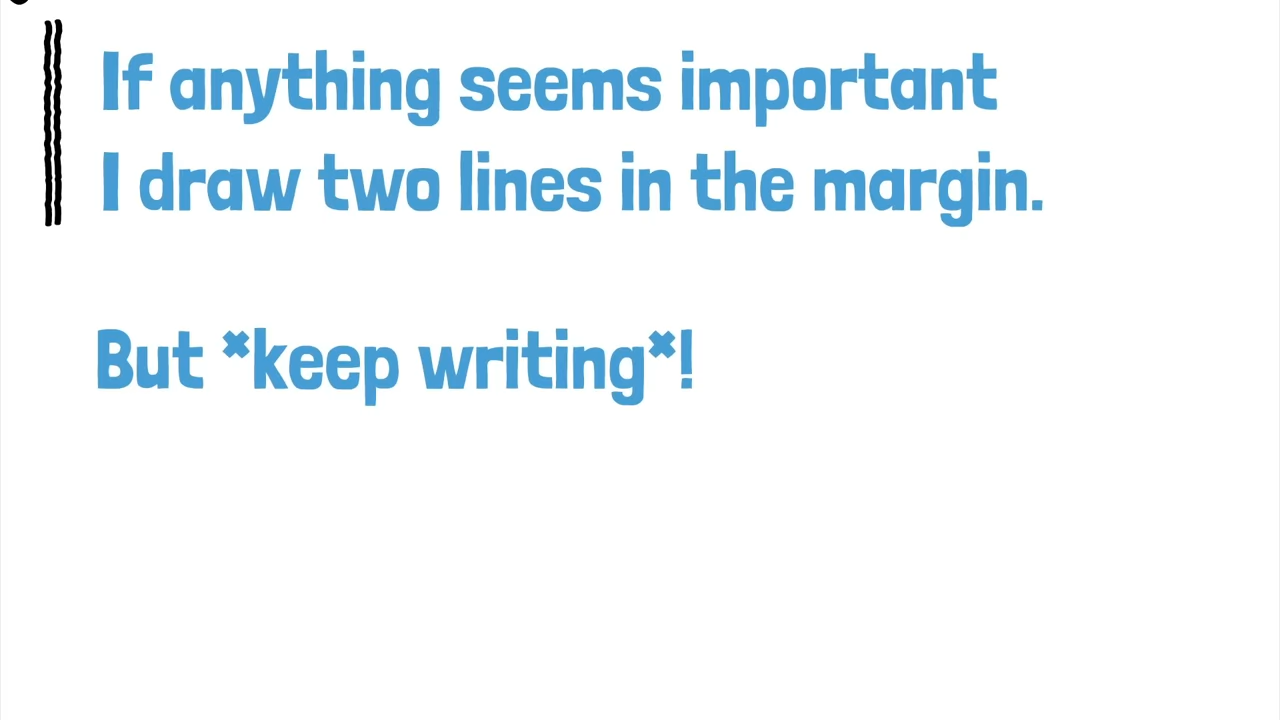 If anything seems important
I draw two lines in the margin.
But *keep writing*!